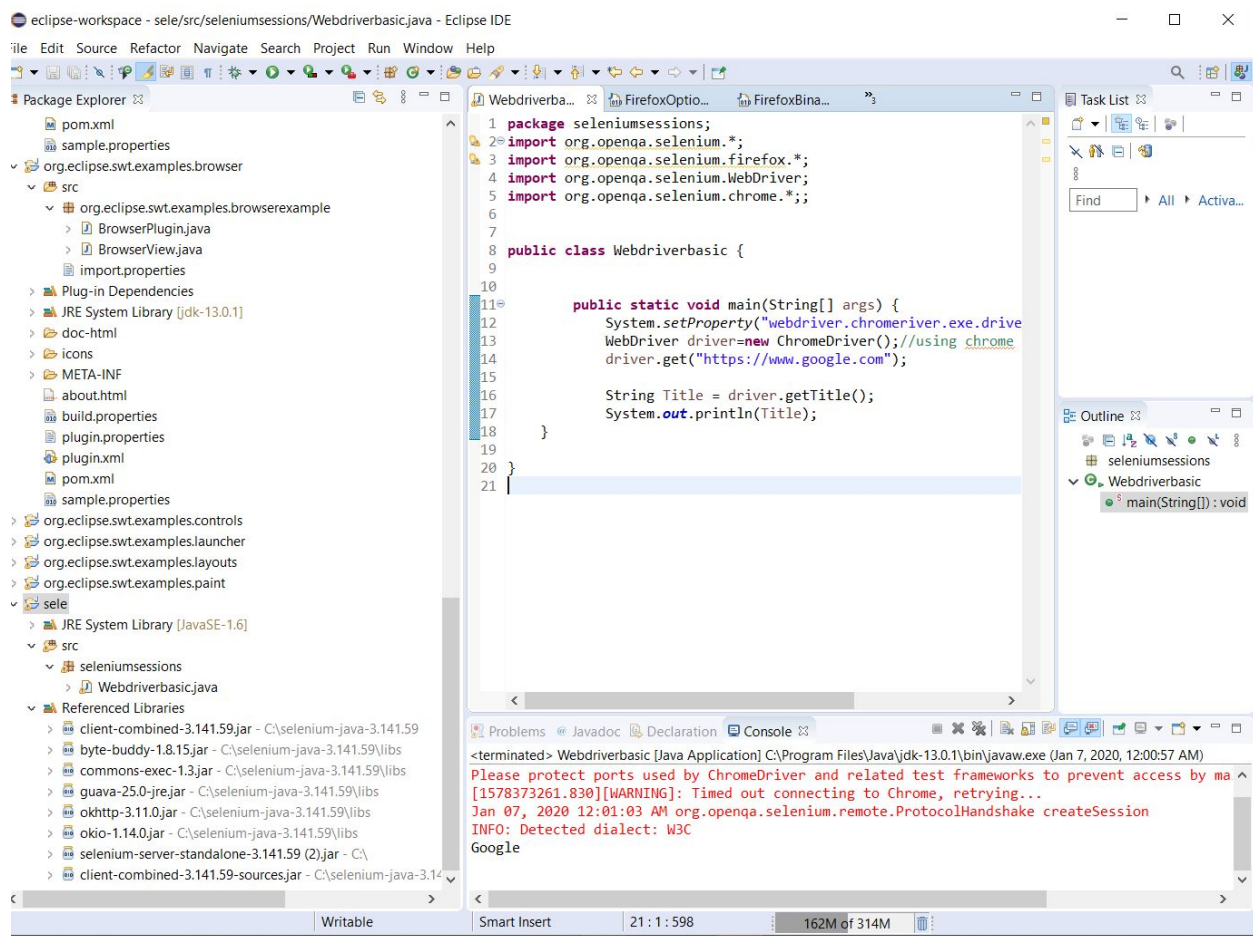 eclipse-workspace - sele/src/seleniumsessions/Webdriverbasic.java - Eclipse IDE
ile Edit Source Refactor Navigate Search Project Run Window Help
Package Explorer
pom.xml
sample.properties
org.eclipse.swt.examples.browser
src
org.eclipse.swt.examples.browserexample
BrowserPlugin.java
BrowserView.java
import.properties
Plug-in Dependencies
JRE System Library [jdk-13.0.1]
doc-html
icons
META-INF
about.html
build.properties
plugin.properties
plugin.xml
pom.xml
sample.properties
org.eclipse.swt.examples.controls
org.eclipse.swt.examples.launcher
org.eclipse.swt.examples.layouts
org.eclipse.swt.examples.paint
sele
JRE System Library [JavaSE-1.6]
src
seleniumsessions
Webdriverbasic.java
Referenced Libraries
client-combined-3.141.59.jar - C:\selenium-java-3.141.59
byte-buddy-1.8.15.jar - C:\selenium-java-3.141.59\libs
commons-exec-1.3.jar - C:\selenium-java-3.141.59\libs
guava-25.0-jre.jar - C:\selenium-java-3.141.59\libs
okhttp-3.11.0.jar - C:\selenium-java-3.141.59\libs
okio-1.14.0.jar - C:\selenium-java-3.141.59\libs
selenium-server-standalone-3.141.59 (2).jar - C:\
client-combined-3.141.59-sources.jar - C:\selenium-java-3.14
Webdriverba... FirefoxOptio... FirefoxBina... »3
1 package seleniumsessions;
2 import org.openqa.selenium.*;
3 import org.openqa.selenium.firefox.*;
4 import org.openqa.selenium.WebDriver;
5 import org.openqa.selenium.chrome.*;;
6
7
8 public class Webdriverbasic {
9
10
11 public static void main(String[] args) {
12 System.setProperty("webdriver.chromeriver.exe.drive
13 WebDriver driver=new ChromeDriver();//using chrome
14 driver.get("https://www.google.com");
15
16 String Title = driver.getTitle();
17 System.out.println(Title);
18 }
19
20 }
21
Task List
Find All Activa...
Outline
seleniumsessions
Webdriverbasic
main(String[]) : void
Problems Javadoc Declaration Console
<terminated> Webdriverbasic [Java Application] C:\Program Files\Java\jdk-13.0.1\bin\javaw.exe (Jan 7, 2020, 12:00:57 AM)
Please protect ports used by ChromeDriver and related test frameworks to prevent access by ma
[1578373261.830][WARNING]: Timed out connecting to Chrome, retrying...
Jan 07, 2020 12:01:03 AM org.openqa.selenium.remote.ProtocolHandshake createSession
INFO: Detected dialect: W3C
Google
Writable Smart Insert 21 : 1 : 598 162M of 314M